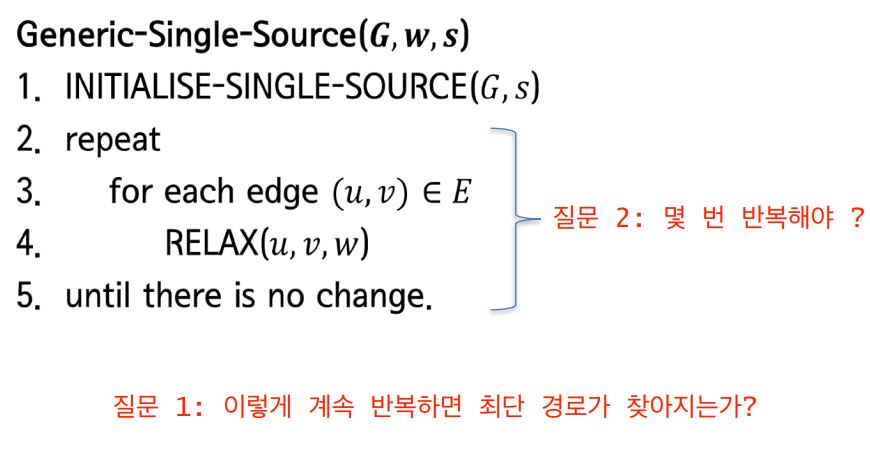 Generic-Single-Source(G, w, s)
1. INITIALISE-SINGLE-SOURCE(G, s)
2. repeat
3. for each edge (u, v) ∈ E
4. RELAX(u, v, w)
5. until there is no change.
질문 2: 몇 번 반복해야 ?
질문 1: 이렇게 계속 반복하면 최단 경로가 찾아지는가?